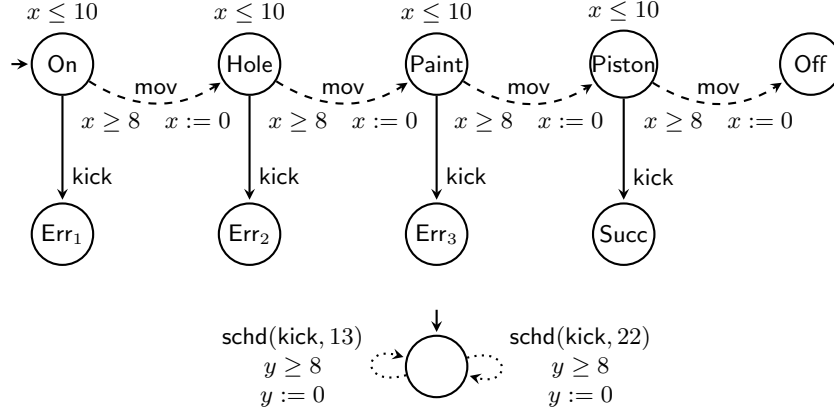 x ≤ 10 x ≤ 10 x ≤ 10 x ≤ 10
On Hole Paint Piston Off
mov mov mov mov
x ≥ 8 x := 0 x ≥ 8 x := 0 x ≥ 8 x := 0 x ≥ 8 x := 0
kick kick kick kick
Err₁ Err₂ Err₃ Succ
schd(kick, 13) schd(kick, 22)
y ≥ 8 y ≥ 8
y := 0 y := 0